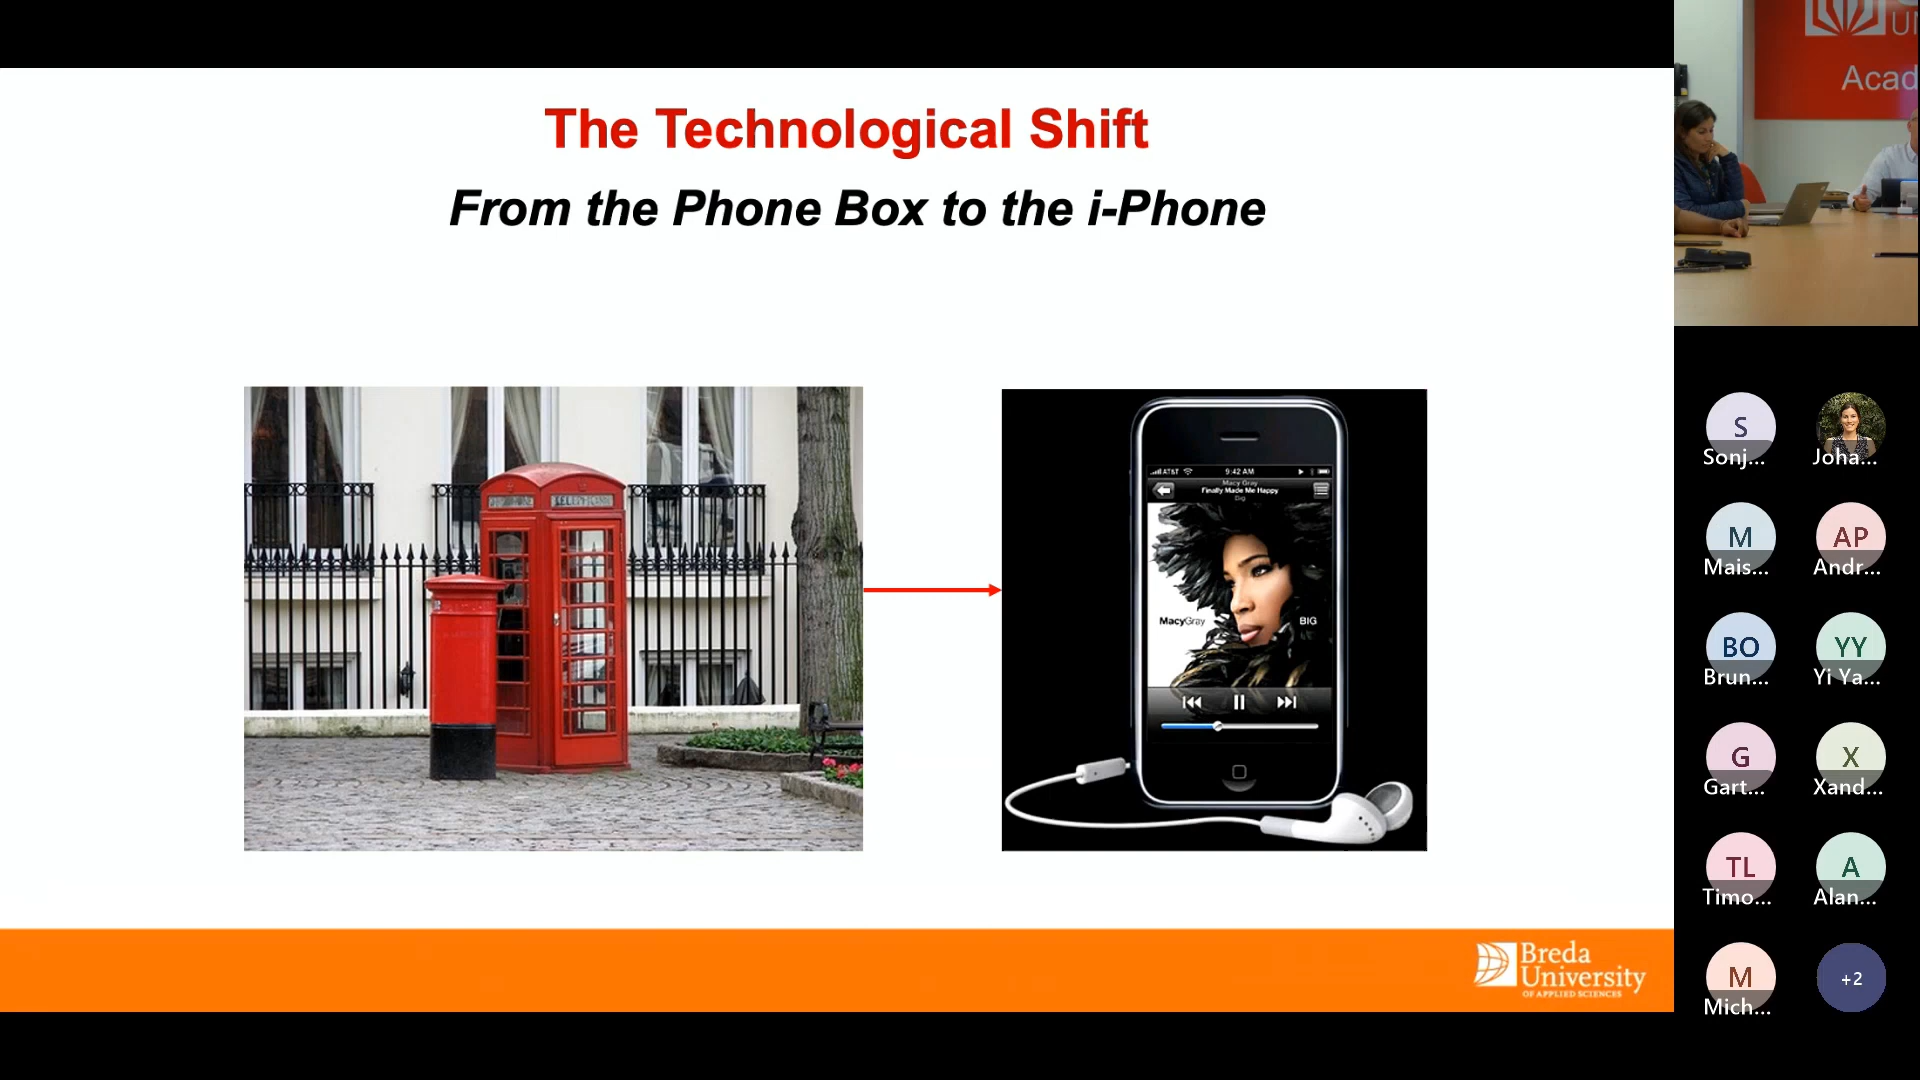 The Technological Shift
From the Phone Box to the i-Phone
TELEPHONE
AT&T 9:42 AM
Macy Gray
Finally Made Me Happy
Big
MacyGray BIG
Breda
University
OF APPLIED SCIENCES
UN
Acad
S
Sonj...
Joha...
M
Mais...
AP
Andr...
BO
Brun...
YY
Yi Ya...
G
Gart...
X
Xand...
TL
Timo...
A
Alan...
M
Mich...
+2